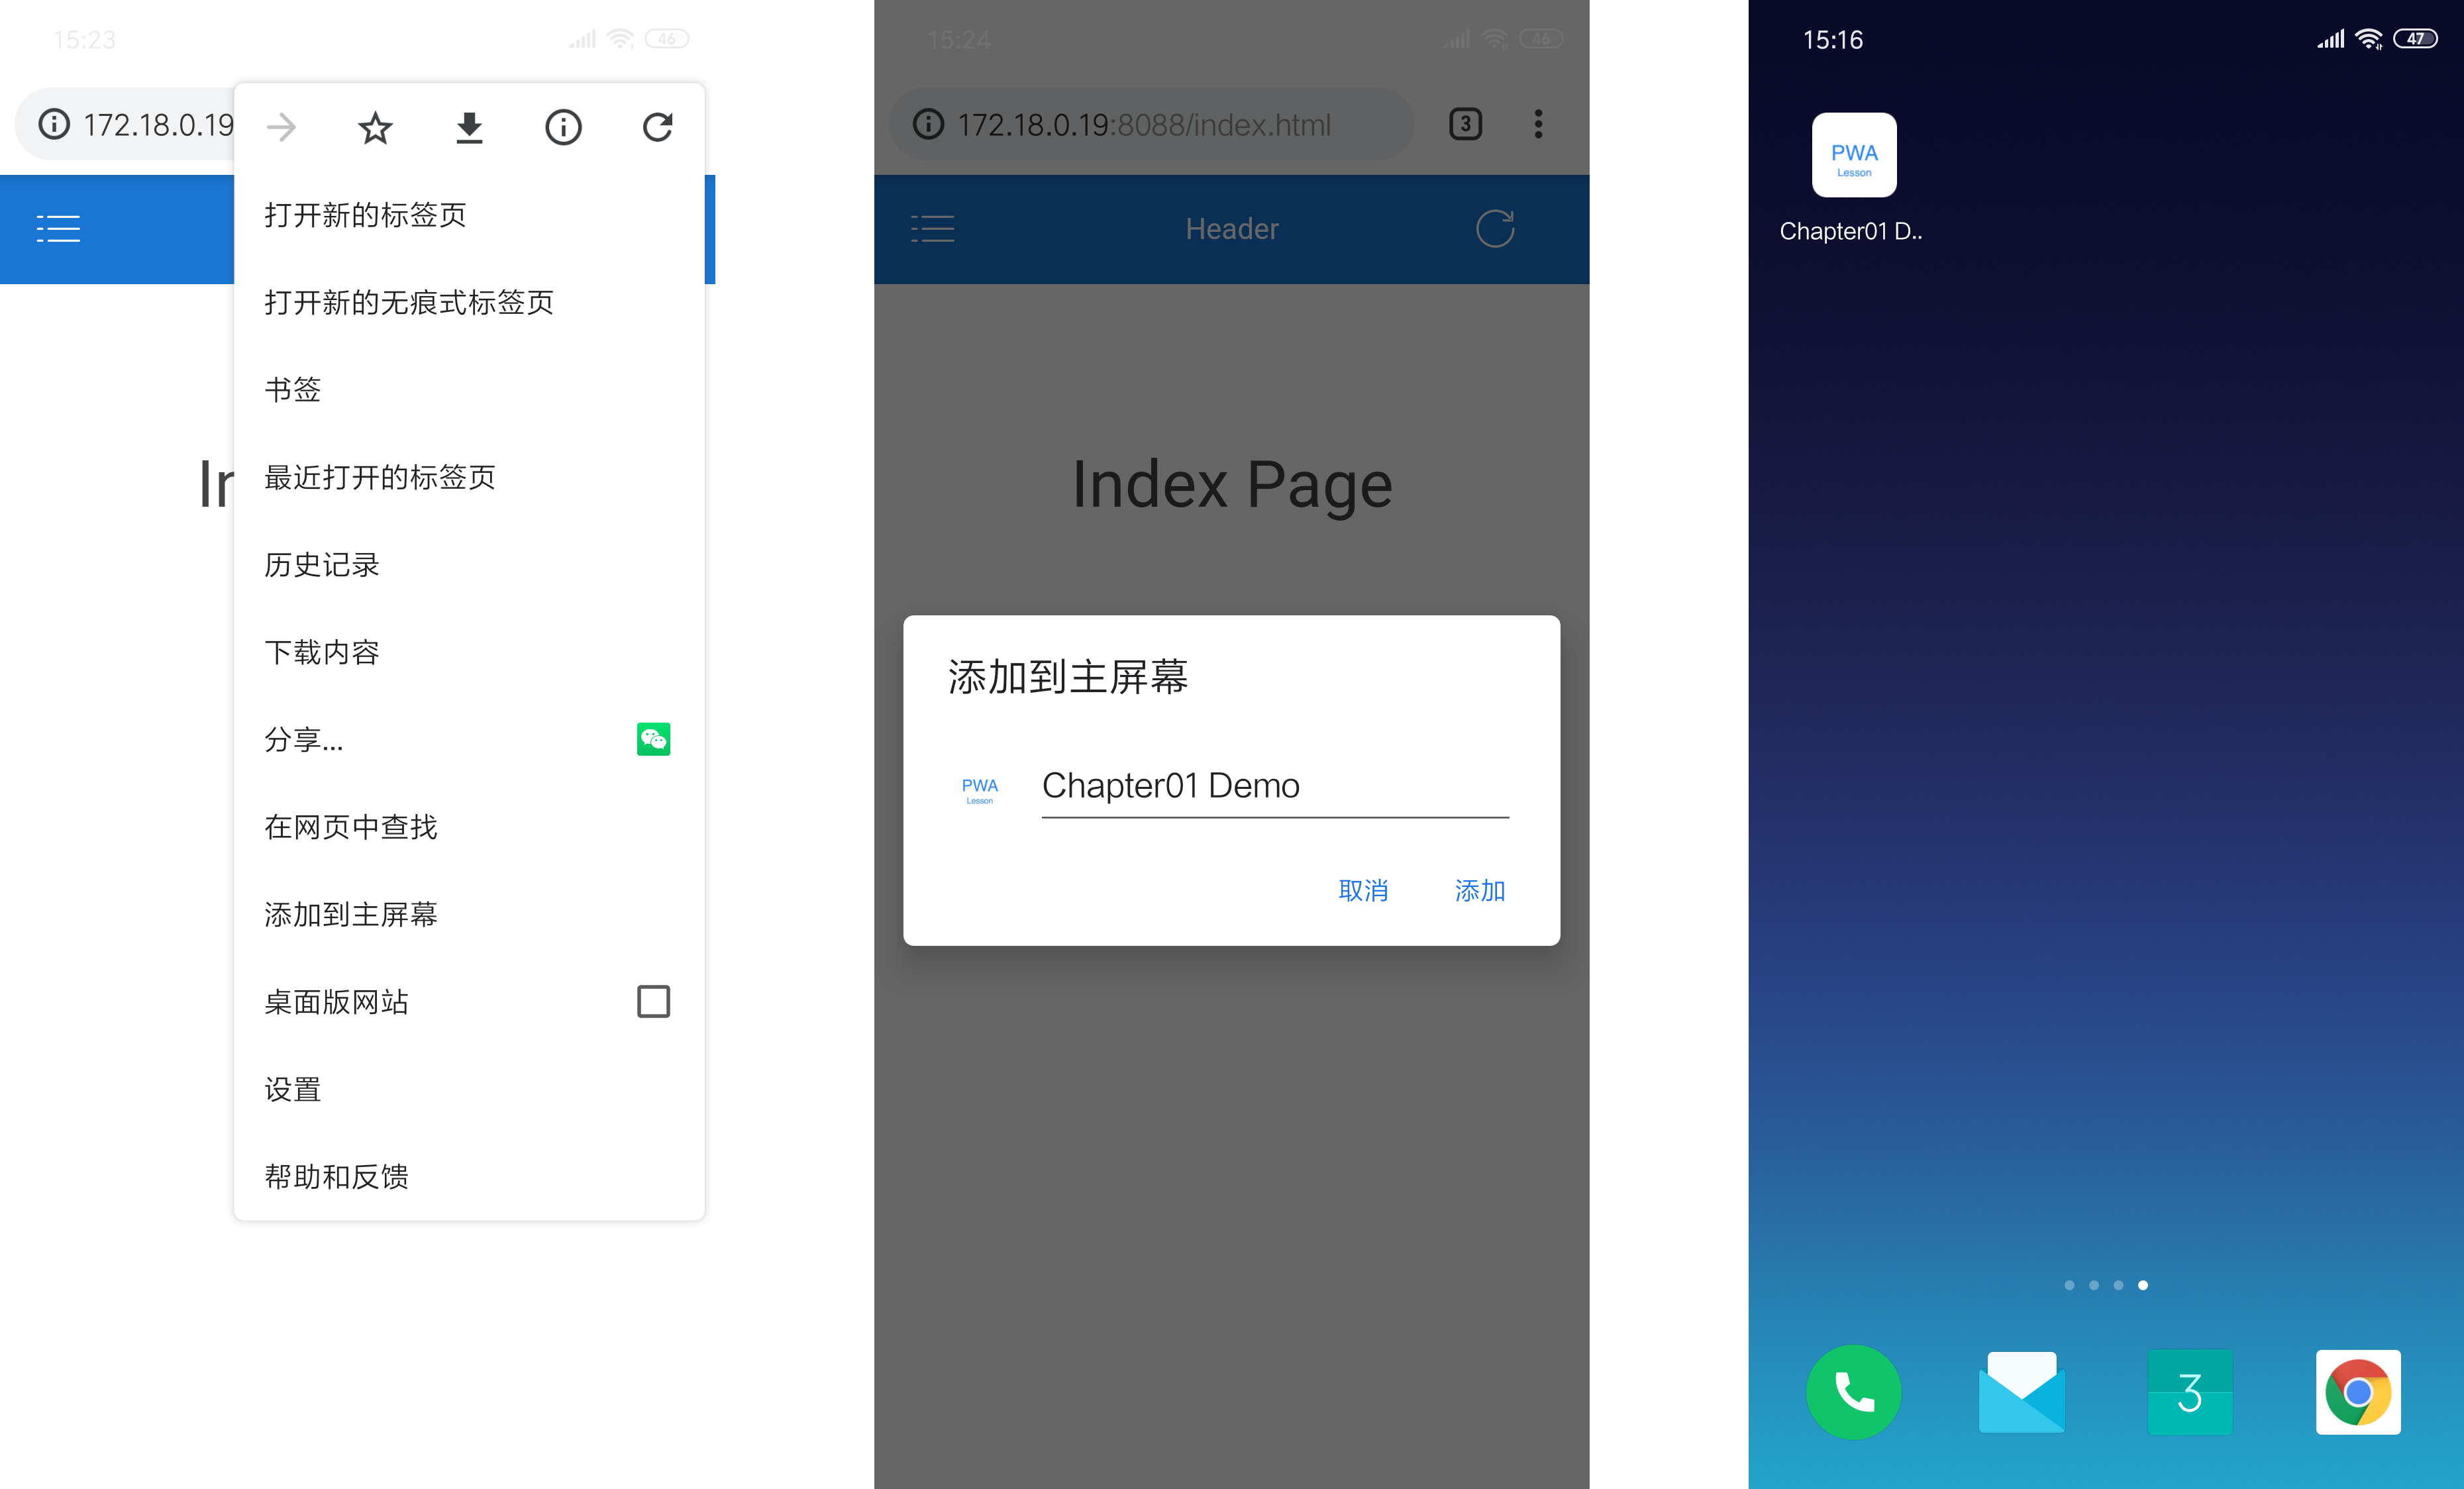 15:23
46
172.18.0.19
打开新的标签页
打开新的无痕式标签页
书签
最近打开的标签页
历史记录
下载内容
分享...
在网页中查找
添加到主屏幕
桌面版网站
设置
帮助和反馈
15:24
46
172.18.0.19:8088/index.html
3
Header
Index Page
添加到主屏幕
PWA
Lesson
Chapter01 Demo
取消
添加
15:16
47
PWA
Lesson
Chapter01 D..
3